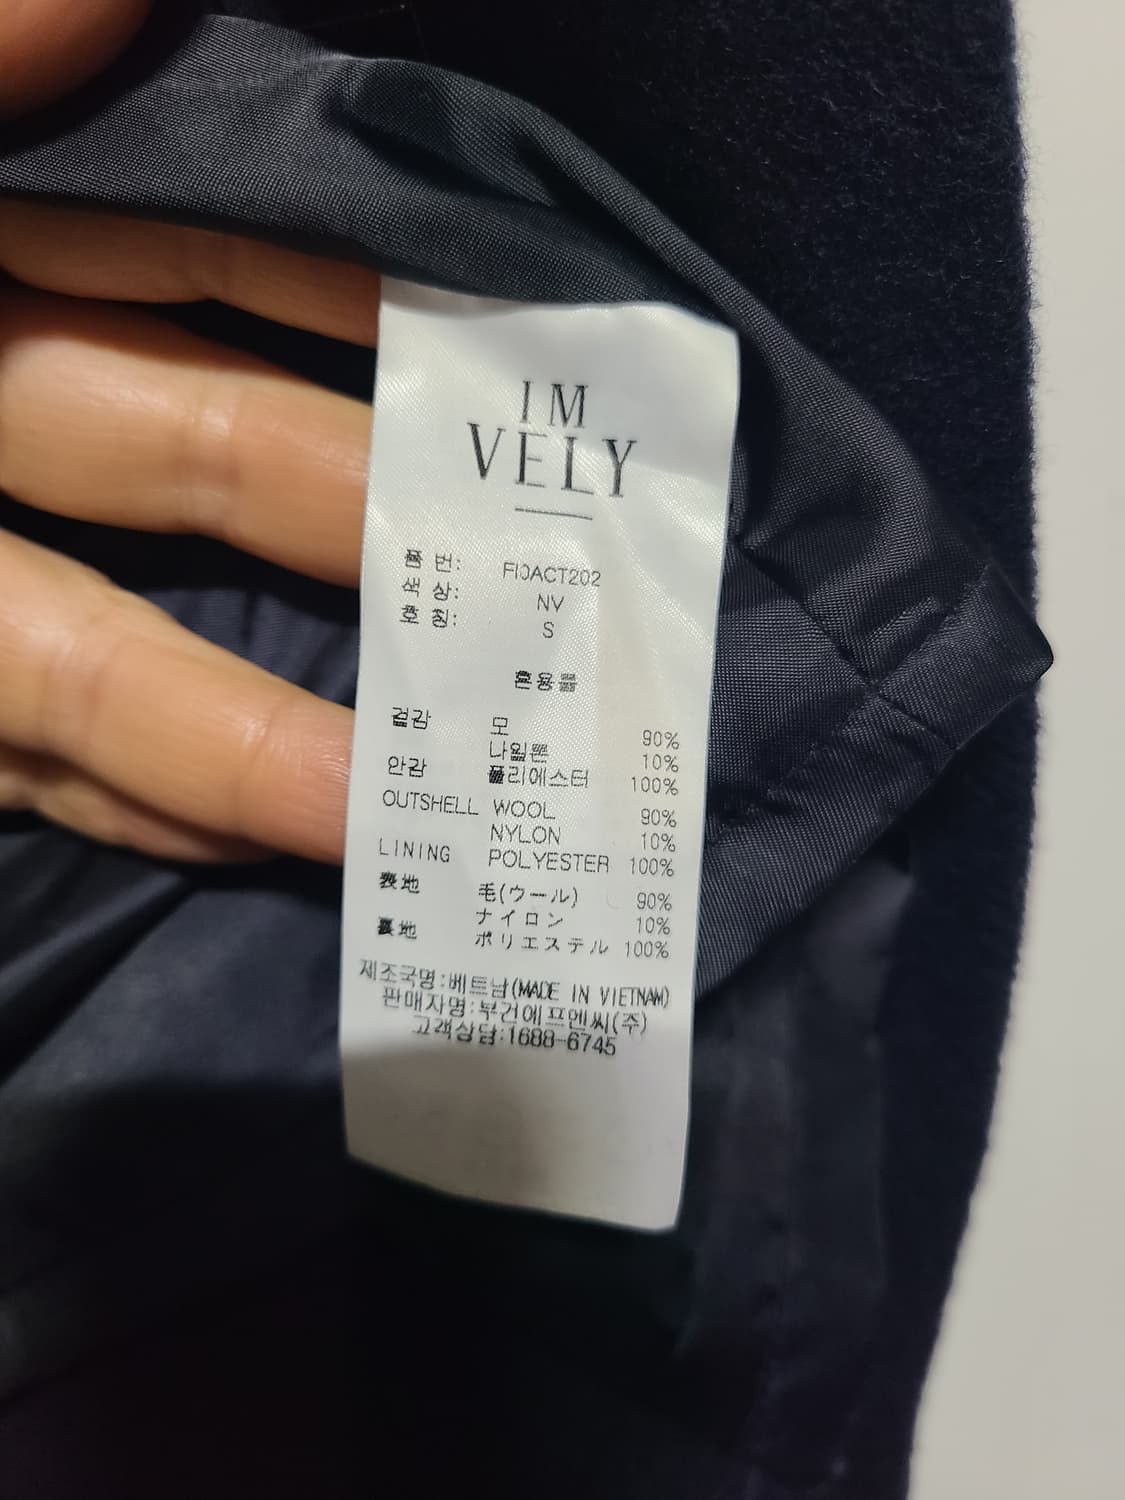 IM
VELY
품 번: FI0ACT202
색 상: NV
호 칭: S
혼용률
겉감 모 90%
나일론 10%
안감 폴리에스터 100%
OUTSHELL WOOL 90%
NYLON 10%
LINING POLYESTER 100%
表地 毛(ウール) 90%
ナイロン 10%
裏地 ポリエステル 100%
제조국명:베트남(MADE IN VIETNAM)
판매자명:부건에프엔씨(주)
고객상담:1688-6745